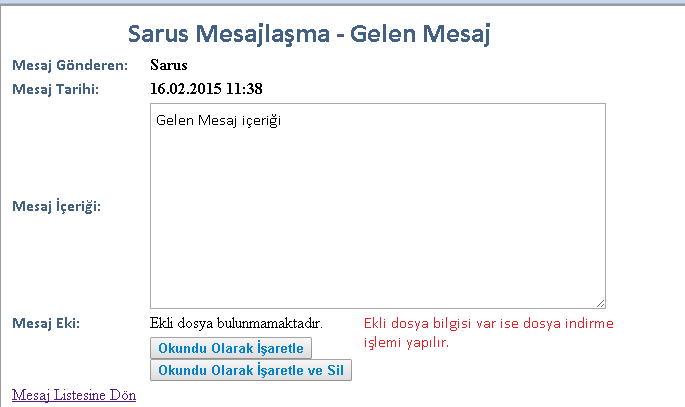 Sarus Mesajlaşma - Gelen Mesaj
Mesaj Gönderen: Sarus
Mesaj Tarihi: 16.02.2015 11:38
Gelen Mesaj içeriği
Mesaj İçeriği:
Mesaj Eki: Ekli dosya bulunmamaktadır. Ekli dosya bilgisi var ise dosya indirme
işlemi yapılır.
Okundu Olarak İşaretle
Okundu Olarak İşaretle ve Sil
Mesaj Listesine Dön